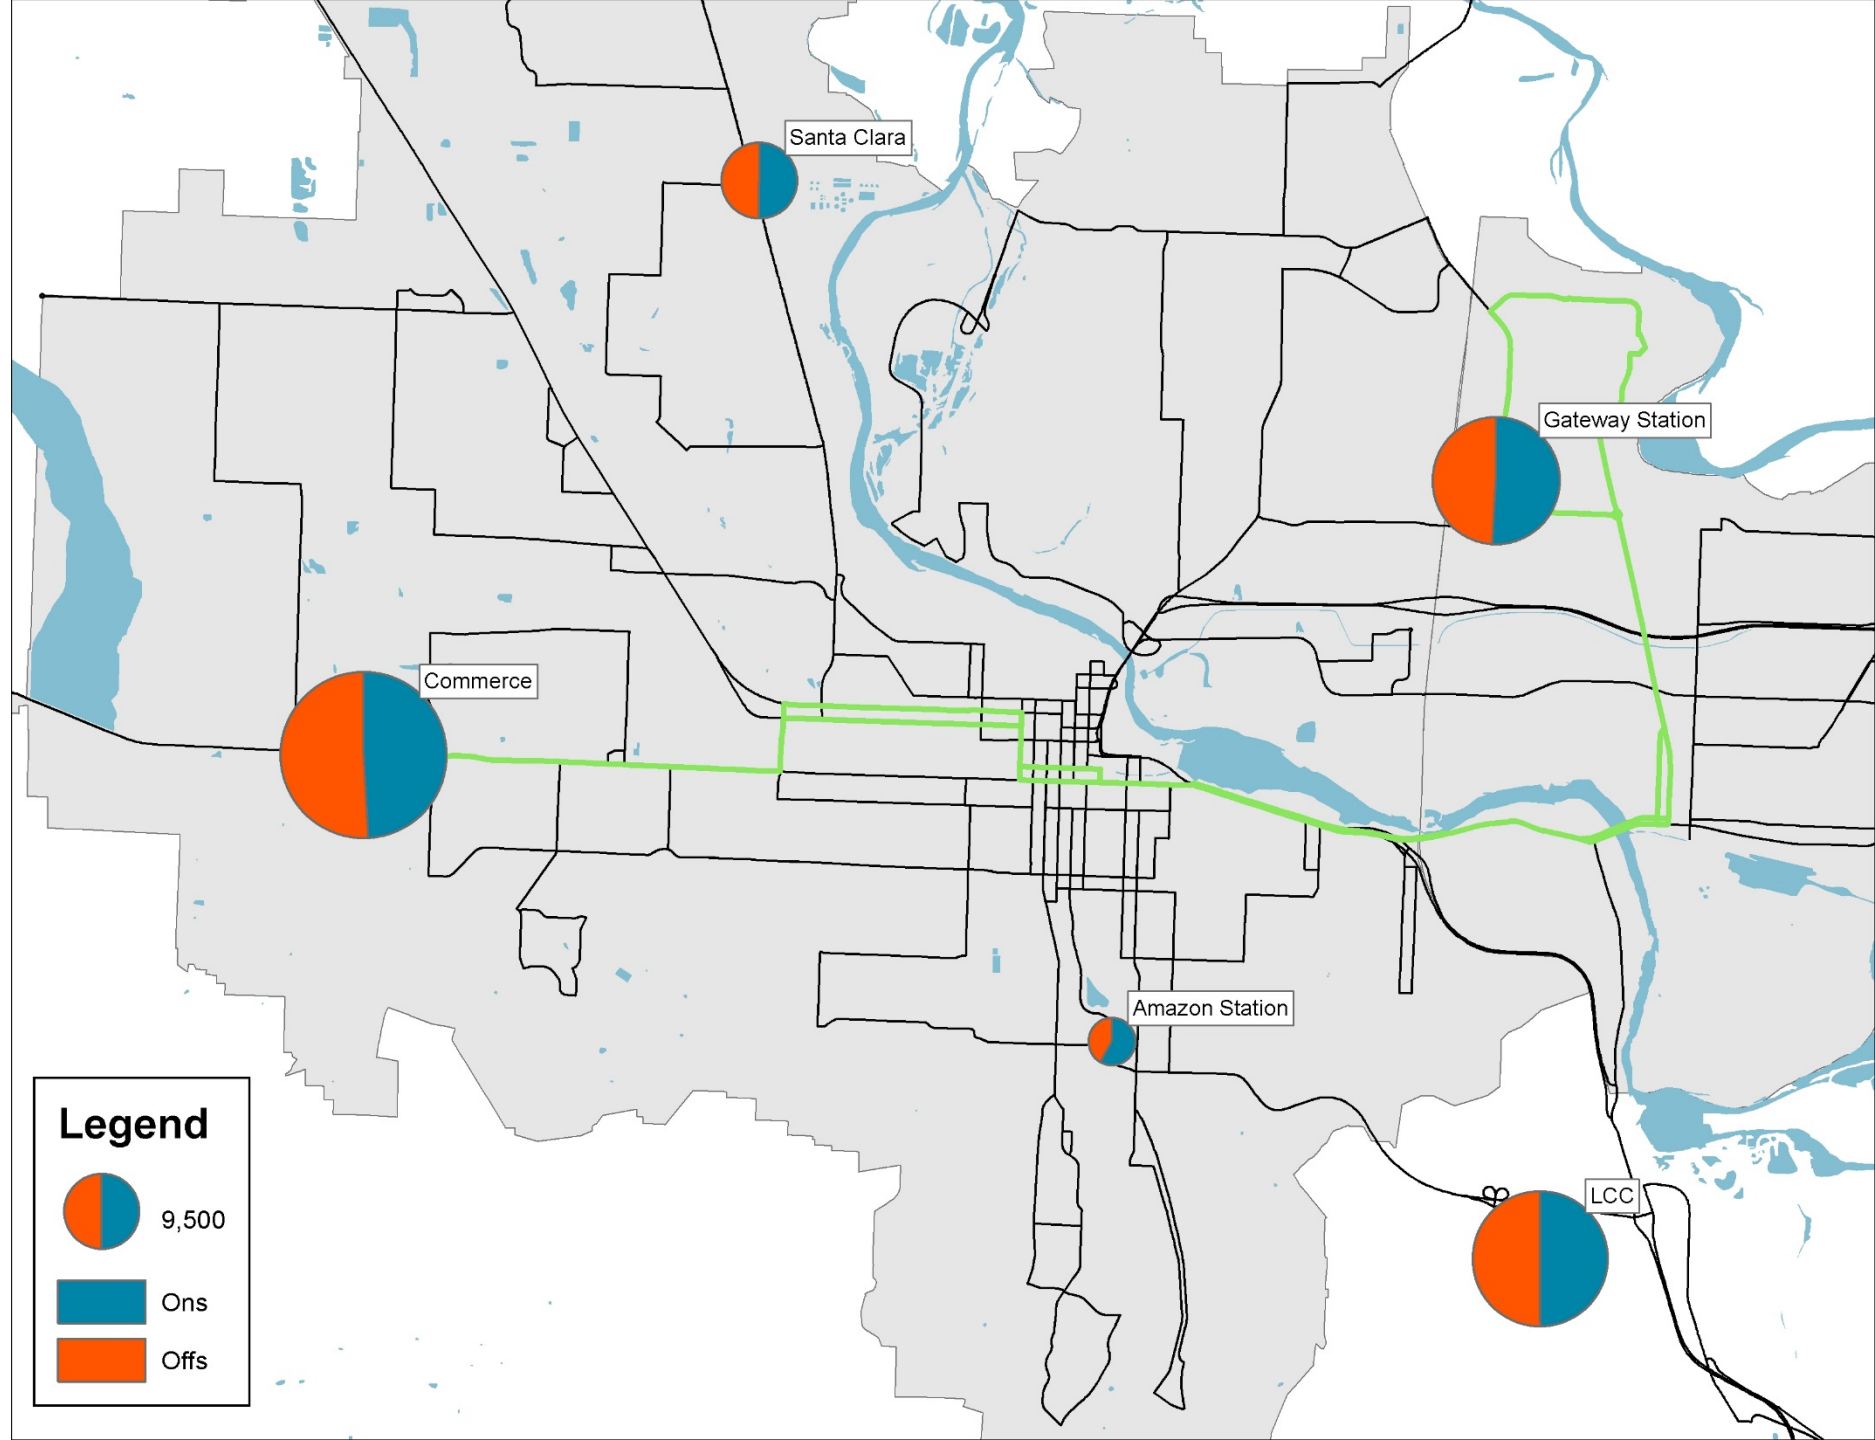 Santa Clara
Gateway Station
Commerce
Amazon Station
LCC
Legend
9,500
Ons
Offs